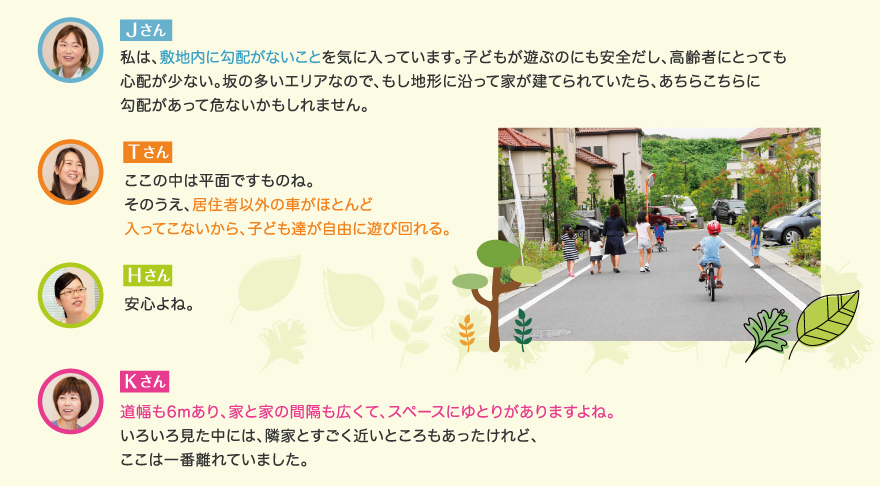 Jさん
私は、敷地内に勾配がないことを気に入っています。子どもが遊ぶのにも安全だし、高齢者にとっても
心配が少ない。坂の多いエリアなので、もし地形に沿って家が建てられていたら、あちらこちらに
勾配があって危ないかもしれません。
Tさん
ここの中は平面ですものね。
そのうえ、居住者以外の車がほとんど
入ってこないから、子ども達が自由に遊び回れる。
Hさん
安心よね。
Kさん
道幅も6mあり、家と家の間隔も広くて、スペースにゆとりがありますよね。
いろいろ見た中には、隣家とすごく近いところもあったけれど、
ここは一番離れていました。